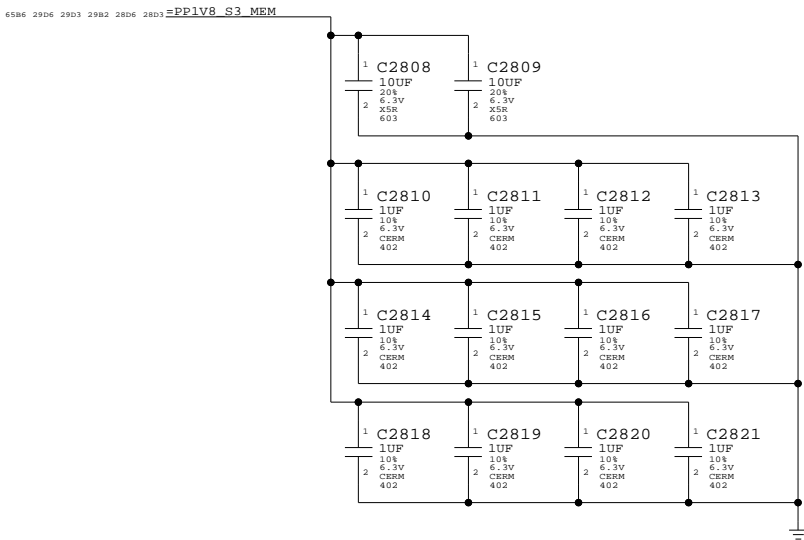 65B6 29D6 29D3 29B2 28D6 28D3 =PP1V8_S3_MEM
1 C2808
10UF
20%
6.3V
2 X5R
603
1 C2809
10UF
20%
6.3V
2 X5R
603
1 C2810
1UF
10%
6.3V
2 CERM
402
1 C2811
1UF
10%
6.3V
2 CERM
402
1 C2812
1UF
10%
6.3V
2 CERM
402
1 C2813
1UF
10%
6.3V
2 CERM
402
1 C2814
1UF
10%
6.3V
2 CERM
402
1 C2815
1UF
10%
6.3V
2 CERM
402
1 C2816
1UF
10%
6.3V
2 CERM
402
1 C2817
1UF
10%
6.3V
2 CERM
402
1 C2818
1UF
10%
6.3V
2 CERM
402
1 C2819
1UF
10%
6.3V
2 CERM
402
1 C2820
1UF
10%
6.3V
2 CERM
402
1 C2821
1UF
10%
6.3V
2 CERM
402